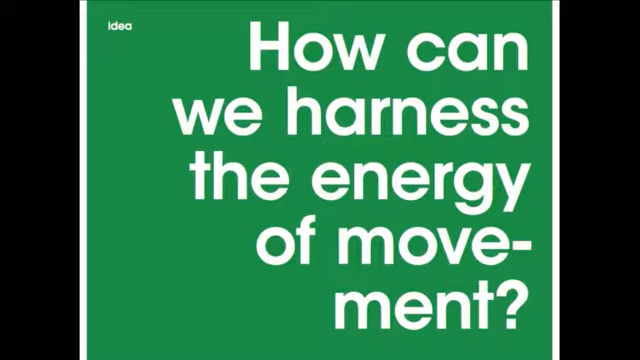 idea
How can
we harness
the energy
of move-
ment?